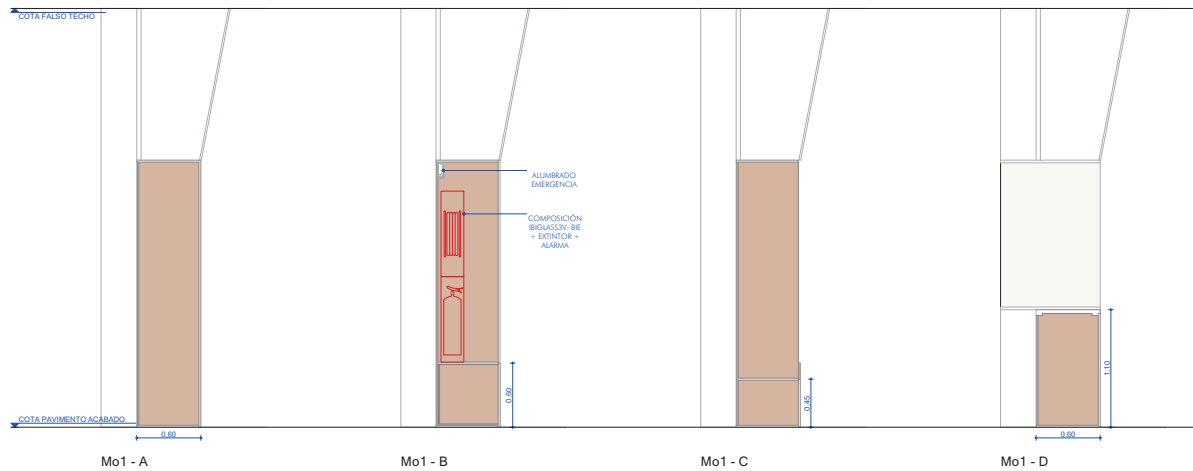 COTA FALSO TECHO
ALUMBRADO
EMERGENCIA
COMPOSICIÓN
IBIGLASS3V: BIE
+ EXTINTOR +
ALARMA
0.60
0.45
1.10
COTA PAVIMENTO ACABADO
0.60
0.60
Mo1 - A
Mo1 - B
Mo1 - C
Mo1 - D